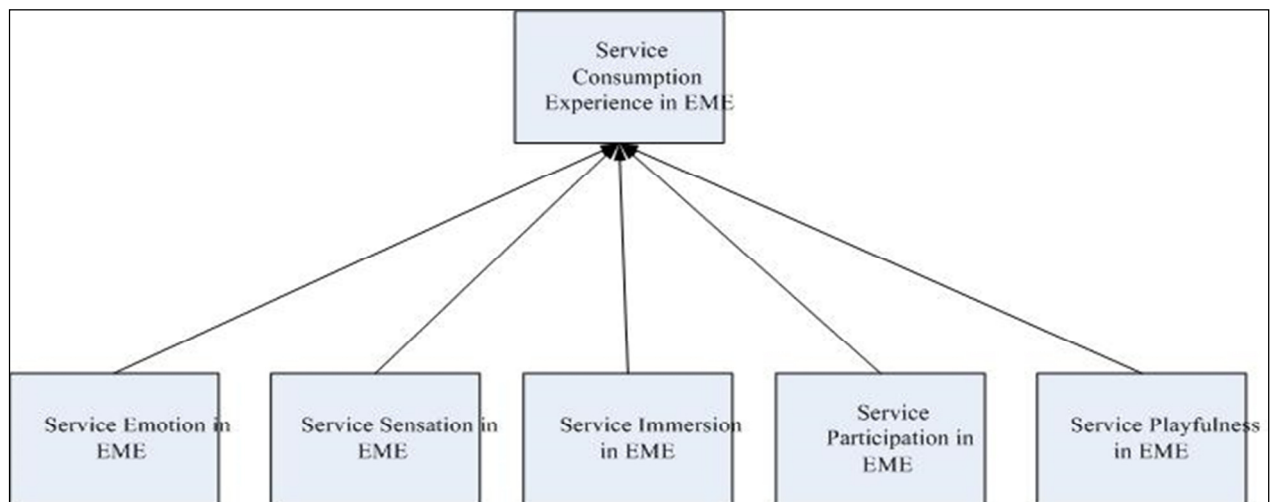 Service
Consumption
Experience in EME
Service Emotion in
EME
Service Sensation in
EME
Service Immersion
in EME
Service
Participation in
EME
Service Playfulness
in EME